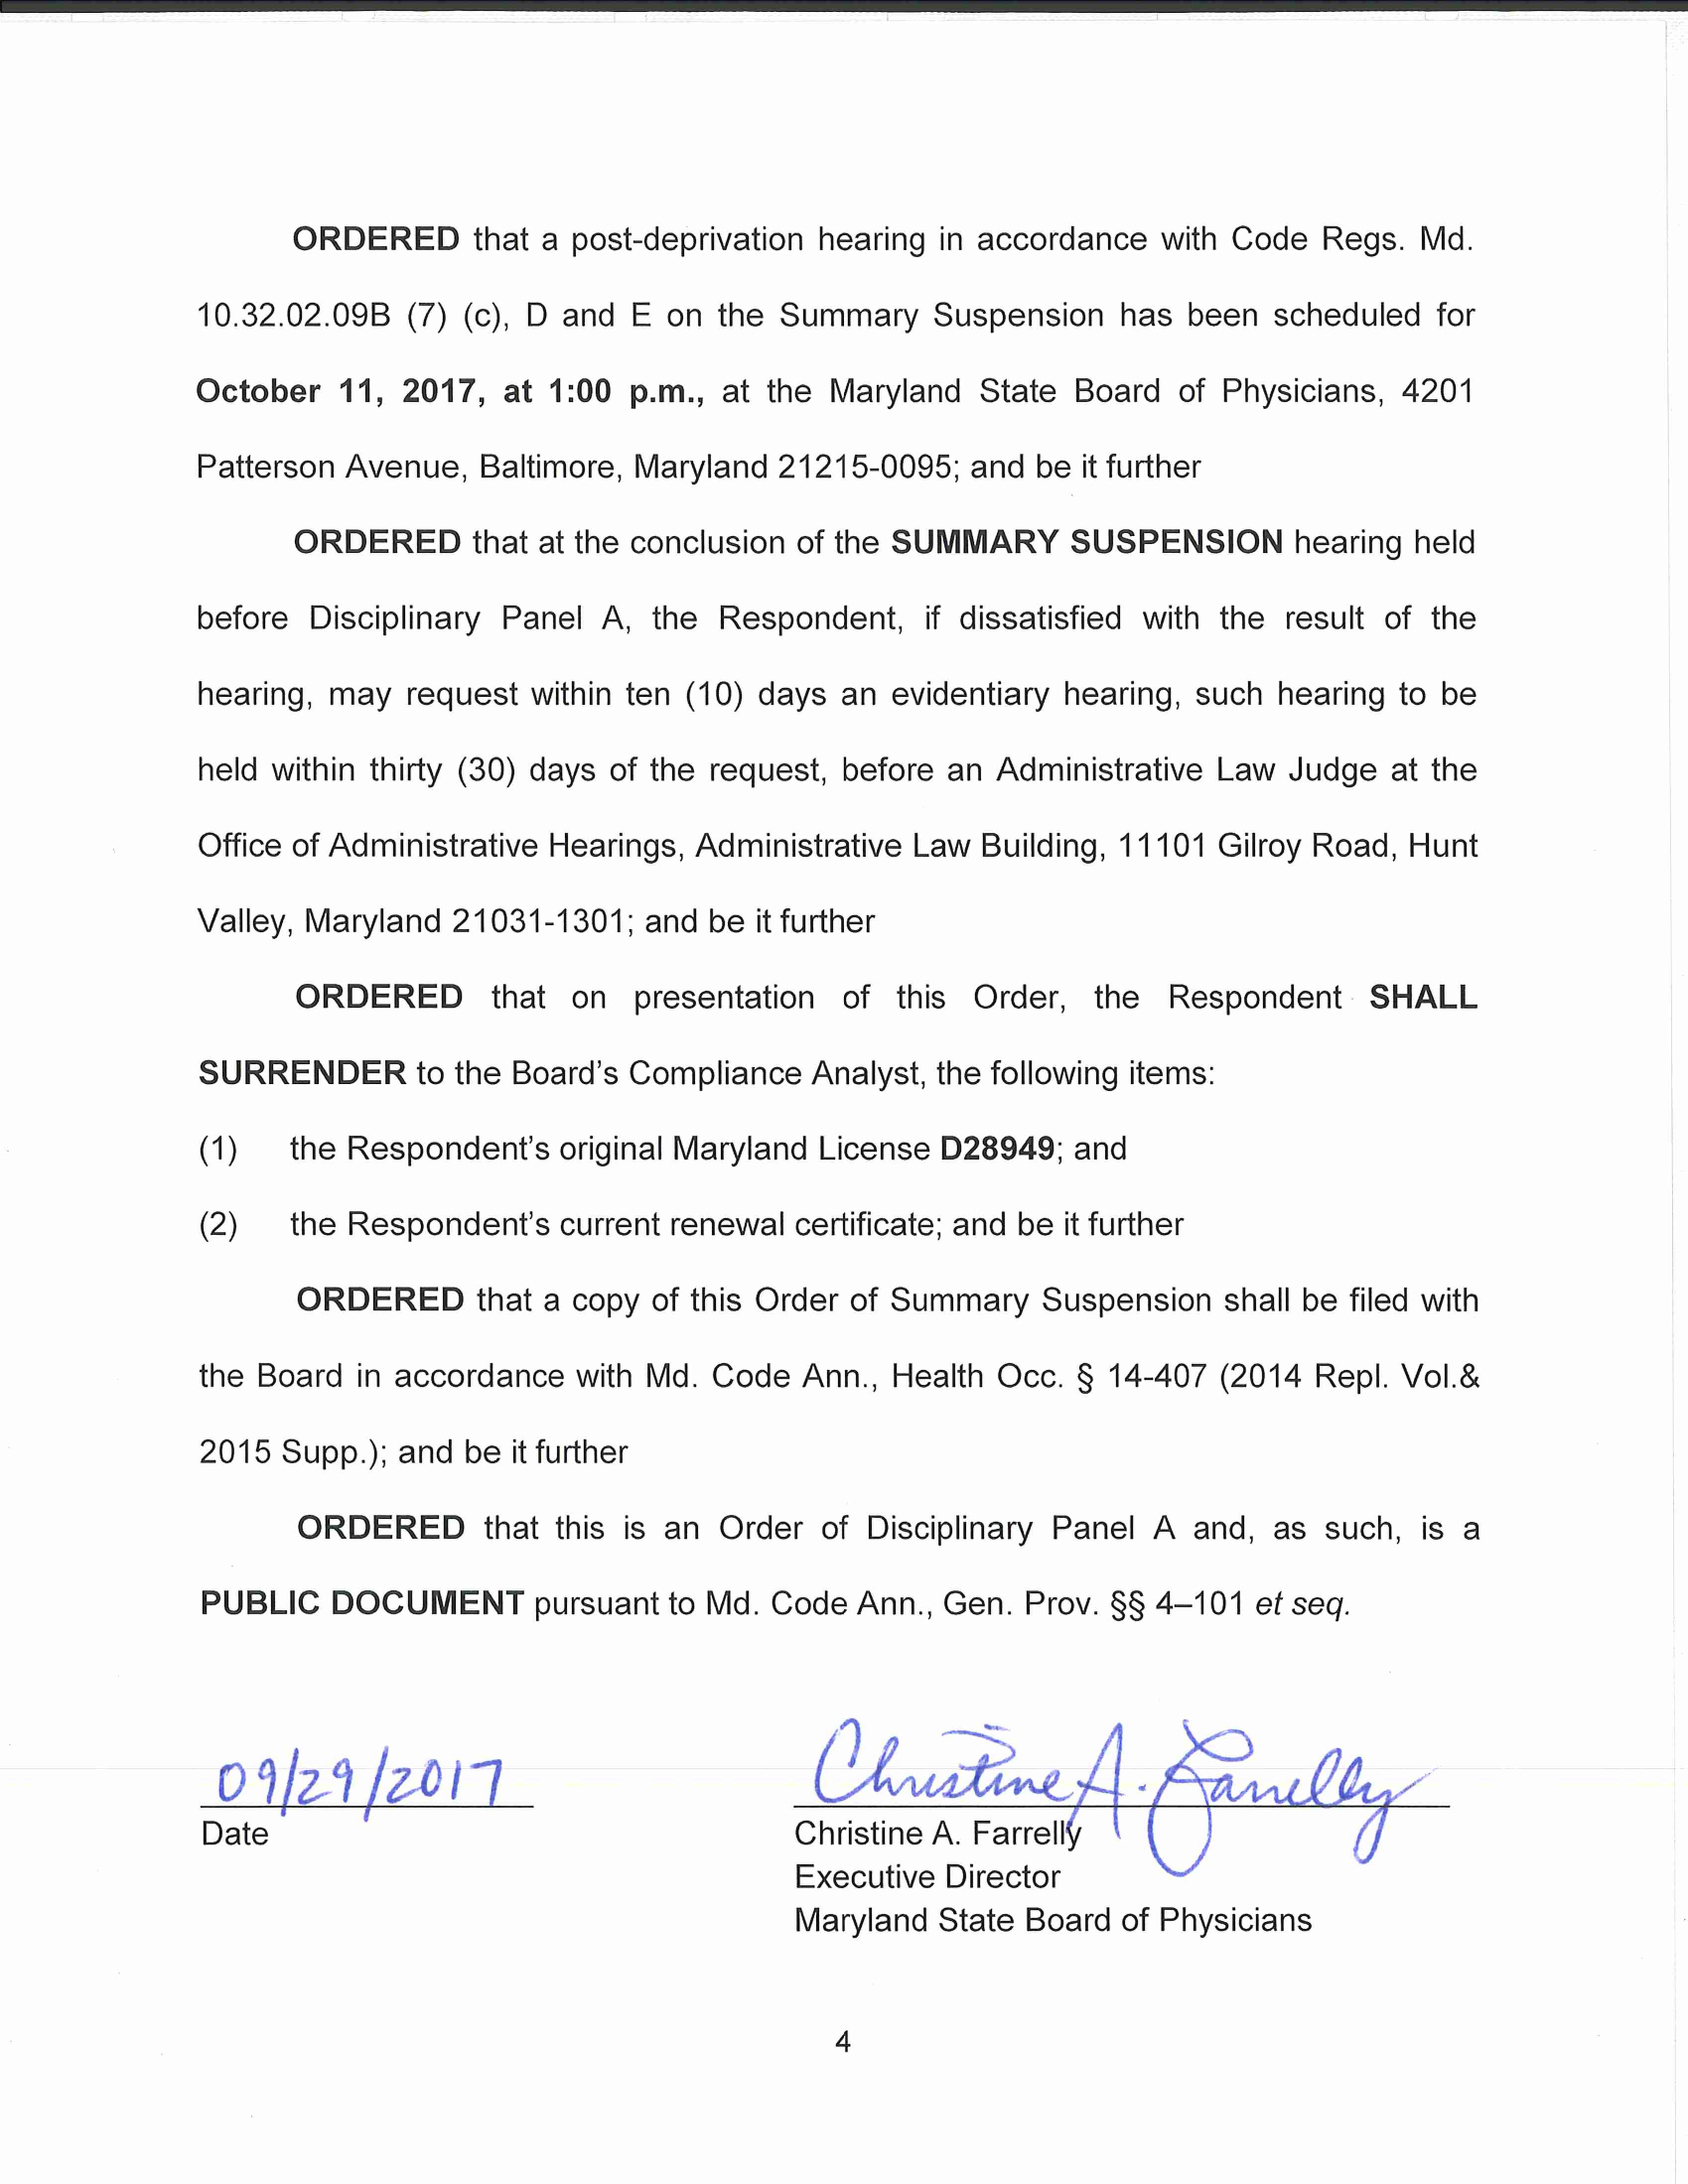 ORDERED that a post-deprivation hearing in accordance with Code Regs. Md.
10.32.02.09B (7) (c), D and E on the Summary Suspension has been scheduled for
October 11, 2017, at 1:00 p.m., at the Maryland State Board of Physicians, 4201
Patterson Avenue, Baltimore, Maryland 21215-0095; and be it further
ORDERED that at the conclusion of the SUMMARY SUSPENSION hearing held
before Disciplinary Panel A, the Respondent, if dissatisfied with the result of the
hearing, may request within ten (10) days an evidentiary hearing, such hearing to be
held within thirty (30) days of the request, before an Administrative Law Judge at the
Office of Administrative Hearings, Administrative Law Building, 11101 Gilroy Road, Hunt
Valley, Maryland 21031-1301; and be it further
ORDERED that on presentation of this Order, the Respondent SHALL
SURRENDER to the Board's Compliance Analyst, the following items:
(1) the Respondent's original Maryland License D28949; and
(2) the Respondent's current renewal certificate; and be it further
ORDERED that a copy of this Order of Summary Suspension shall be filed with
the Board in accordance with Md. Code Ann., Health Occ. § 14-407 (2014 Repl. Vol.&
2015 Supp.); and be it further
ORDERED that this is an Order of Disciplinary Panel A and, as such, is a
PUBLIC DOCUMENT pursuant to Md. Code Ann., Gen. Prov. §§ 4–101 et seq.
09/29/2017 Christine A. Farrelly
Date Christine A. Farrelly
Executive Director
Maryland State Board of Physicians
4